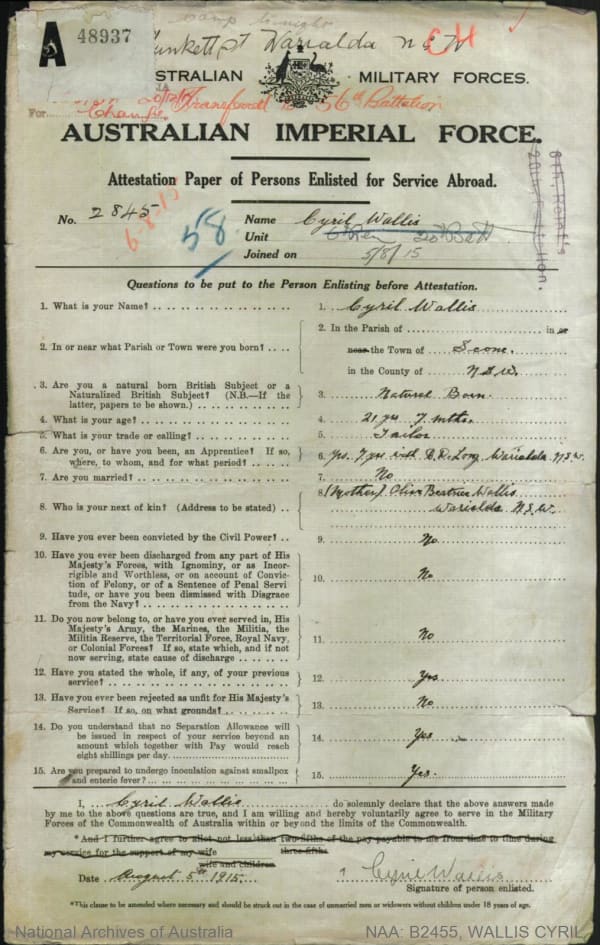 A 48937
Warialda N S W
AUSTRALIAN MILITARY FORCES.
Transferred to 56th Battalion
For
AUSTRALIAN IMPERIAL FORCE.
Attestation Paper of Persons Enlisted for Service Abroad.
No. 2845
Name Cyril Wallis
58
Unit
Joined on 5/8/15
Questions to be put to the Person Enlisting before Attestation.
1. What is your Name? 1. Cyril Wallis
2. In or near what Parish or Town were you born? 2. In the Parish of in or
near the Town of Scone.
in the County of N S W.
3. Are you a natural born British Subject or a
Naturalized British Subject? (N.B.—If the
latter, papers to be shown.) 3. Natural Born.
4. What is your age? 4. 21 yrs 7 mths.
5. What is your trade or calling? 5. Tailor
6. Are you, or have you been, an Apprentice? If so,
where, to whom, and for what period? 6. yes. 7 yrs with Long Warialda N.S.W.
7. Are you married? 7. No
8. Who is your next of kin? (Address to be stated) 8. (Mother) Olive Beatrice Wallis
Warialda N.S.W.
9. Have you ever been convicted by the Civil Power? 9. No
10. Have you ever been discharged from any part of His
Majesty's Forces, with Ignominy, or as Incor-
rigible and Worthless, or on account of Convic-
tion of Felony, or of a Sentence of Penal Servi
tude, or have you been dismissed with Disgrace
from the Navy? 10. No
11. Do you now belong to, or have you ever served in, His
Majesty's Army, the Marines, the Militia, the
Militia Reserve, the Territorial Force, Royal Navy,
or Colonial Forces? If so, state which, and if not
now serving, state cause of discharge 11. No
12. Have you stated the whole, if any, of your previous
service? 12. Yes
13. Have you ever been rejected as unfit for His Majesty's
Service? If so, on what grounds? 13. No
14. Do you understand that no Separation Allowance will
be issued in respect of your service beyond an
amount which together with Pay would reach
eight shillings per day. 14. Yes
15. Are you prepared to undergo inoculation against smallpox
and enteric fever? 15. Yes.
I, Cyril Wallis do solemnly declare that the above answers made
by me to the above questions are true, and I am willing and hereby voluntarily agree to serve in the Military
Forces of the Commonwealth of Australia within or beyond the limits of the Commonwealth.
*And I further agree to allot not less than two-fifths of the pay payable to me from time to time during
three-fifths
my service for the support of my wife
wife and children
Date August 5th 1915. Cyril Wallis
Signature of person enlisted.
*This clause to be amended where necessary and should be struck out in the case of unmarried men or widowers without children under 18 years of age.
National Archives of Australia NAA: B2455, WALLIS CYRIL